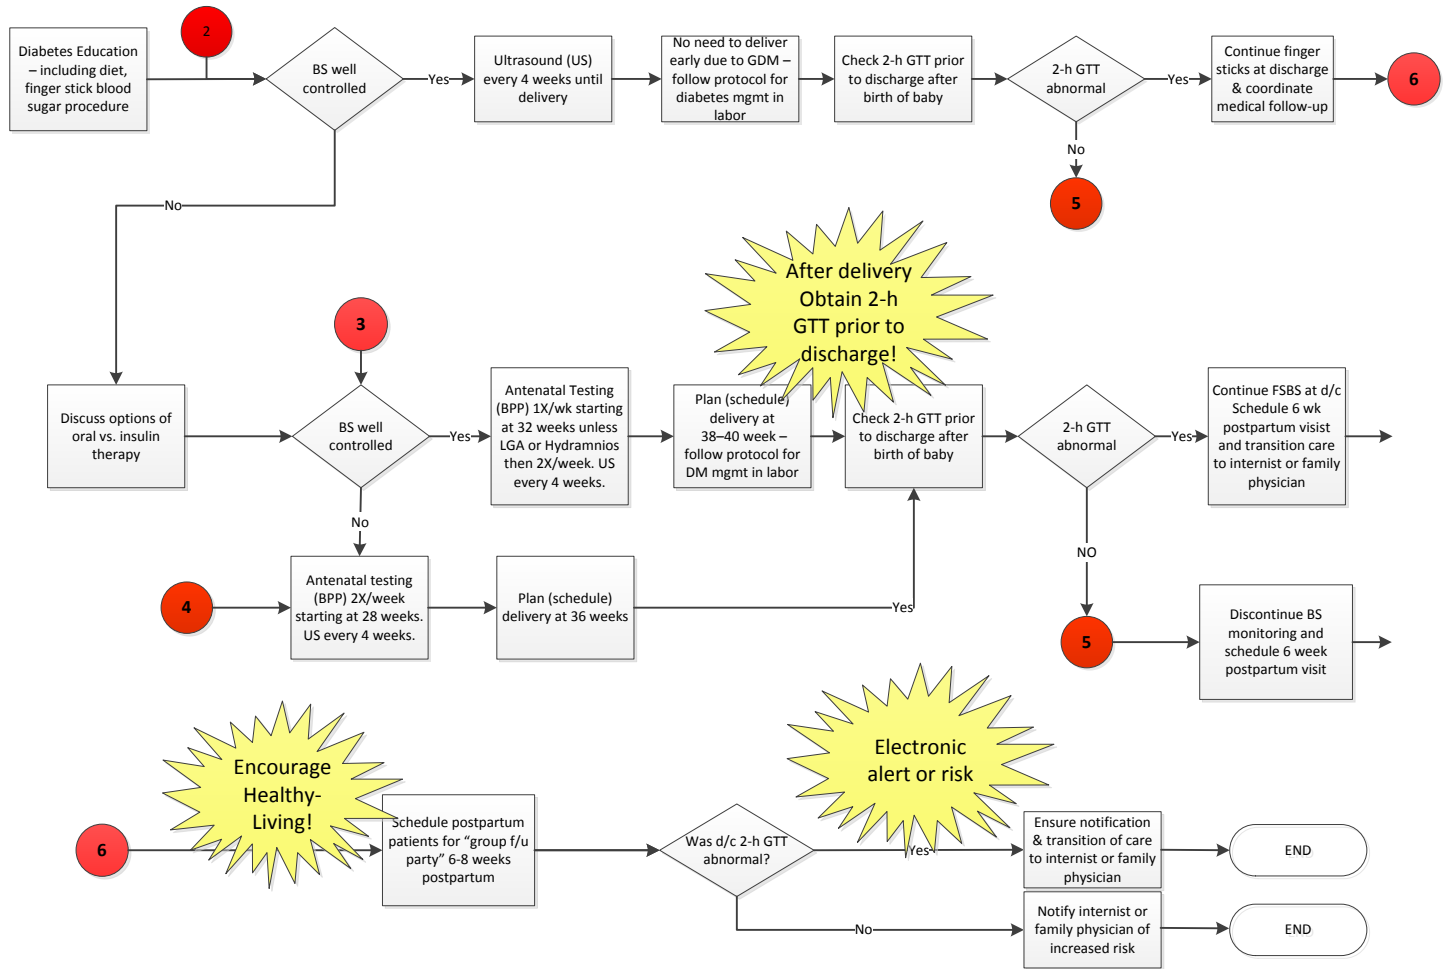 2
Diabetes Education
– including diet,
finger stick blood
sugar procedure
BS well
controlled
Yes
Ultrasound (US)
every 4 weeks until
delivery
No need to deliver
early due to GDM –
follow protocol for
diabetes mgmt in
labor
Check 2-h GTT prior
to discharge after
birth of baby
2-h GTT
abnormal
Yes
Continue finger
sticks at discharge
& coordinate
medical follow-up
6
No
5
No
After delivery
Obtain 2-h
GTT prior to
discharge!
3
Discuss options of
oral vs. insulin
therapy
BS well
controlled
Yes
Antenatal Testing
(BPP) 1X/wk starting
at 32 weeks unless
LGA or Hydramnios
then 2X/week. US
every 4 weeks.
Plan (schedule)
delivery at
38–40 week –
follow protocol for
DM mgmt in labor
Check 2-h GTT prior
to discharge after
birth of baby
2-h GTT
abnormal
Yes
Continue FSBS at d/c
Schedule 6 wk
postpartum visist
and transition care
to internist or family
physician
No
NO
4
Antenatal testing
(BPP) 2X/week
starting at 28 weeks.
US every 4 weeks.
Plan (schedule)
delivery at 36 weeks
Yes
5
Discontinue BS
monitoring and
schedule 6 week
postpartum visit
Encourage
Healthy-
Living!
Electronic
alert or risk
6
Schedule postpartum
patients for “group f/u
party” 6-8 weeks
postpartum
Was d/c 2-h GTT
abnormal?
Yes
Ensure notification
& transition of care
to internist or family
physician
END
No
Notify internist or
family physician of
increased risk
END